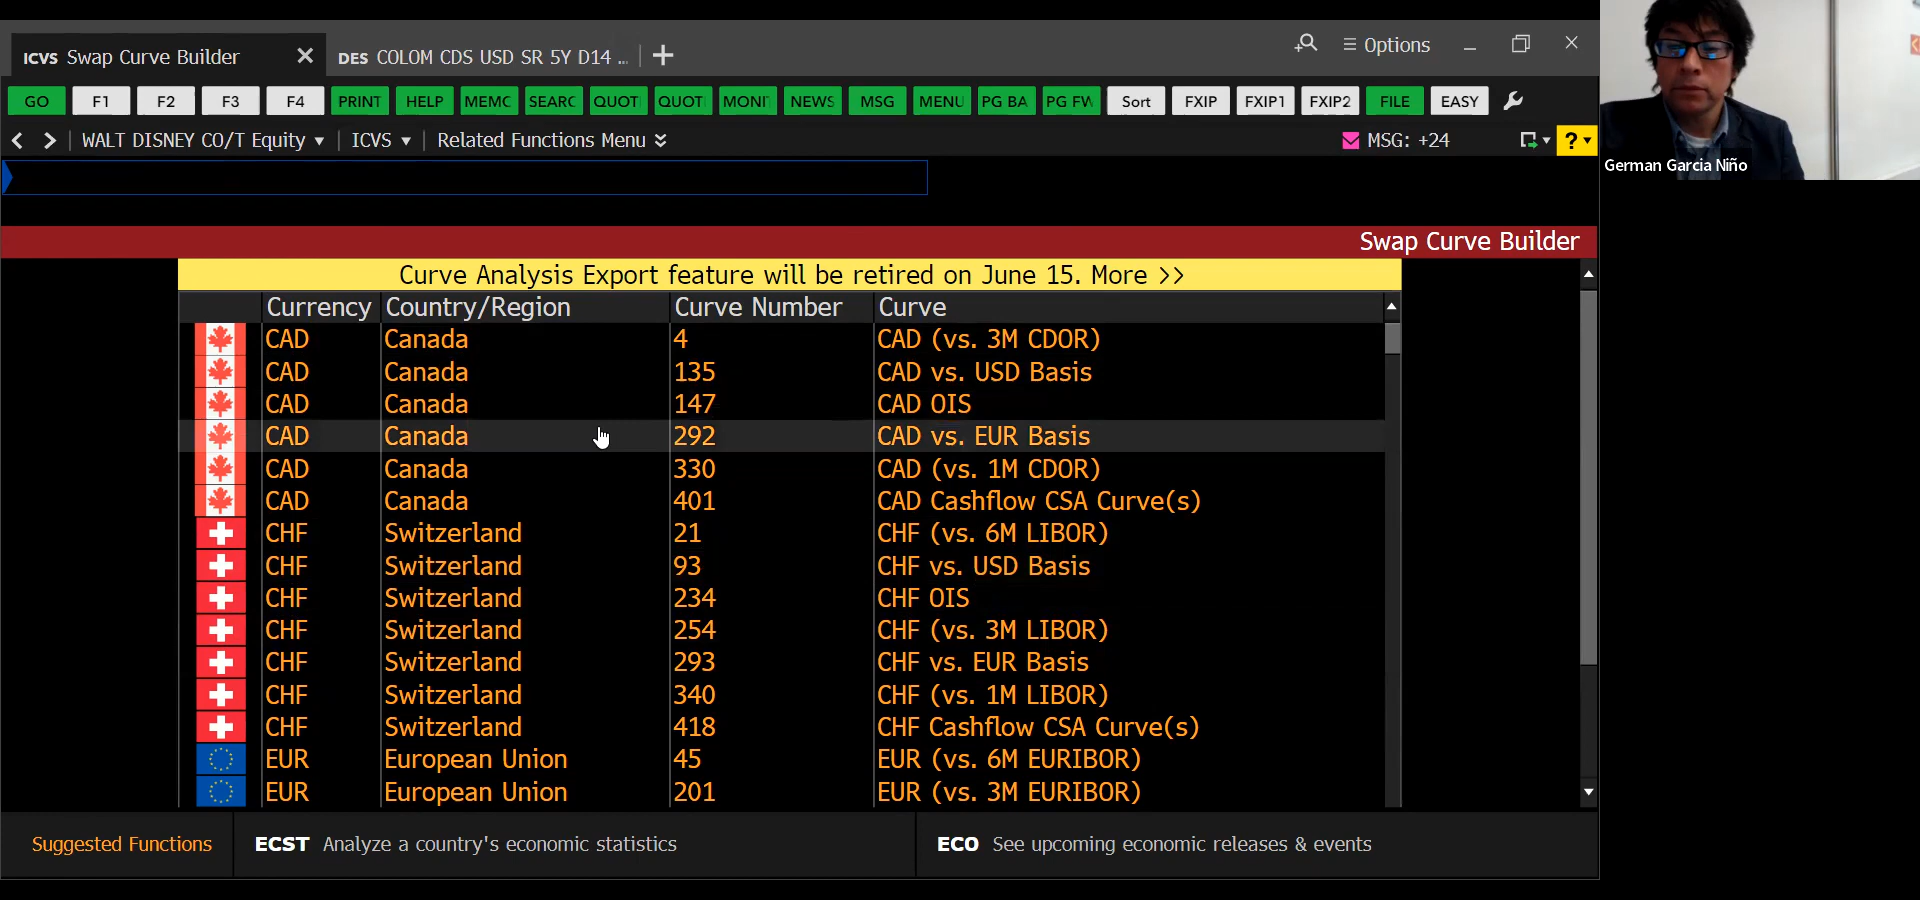 ICVS Swap Curve Builder
DES COLOM CDS USD SR 5Y D14 ...
Options
GO F1 F2 F3 F4 PRINT HELP MEMC SEARC QUOT QUOT MONI NEWS MSG MENU PG BA PG FW Sort FXIP FXIP1 FXIP2 FILE EASY
WALT DISNEY CO/T Equity ICVS Related Functions Menu MSG: +24 ?
German Garcia Niño
Swap Curve Builder
Curve Analysis Export feature will be retired on June 15. More >>
Currency Country/Region Curve Number Curve
CAD Canada 4 CAD (vs. 3M CDOR)
CAD Canada 135 CAD vs. USD Basis
CAD Canada 147 CAD OIS
CAD Canada 292 CAD vs. EUR Basis
CAD Canada 330 CAD (vs. 1M CDOR)
CAD Canada 401 CAD Cashflow CSA Curve(s)
CHF Switzerland 21 CHF (vs. 6M LIBOR)
CHF Switzerland 93 CHF vs. USD Basis
CHF Switzerland 234 CHF OIS
CHF Switzerland 254 CHF (vs. 3M LIBOR)
CHF Switzerland 293 CHF vs. EUR Basis
CHF Switzerland 340 CHF (vs. 1M LIBOR)
CHF Switzerland 418 CHF Cashflow CSA Curve(s)
EUR European Union 45 EUR (vs. 6M EURIBOR)
EUR European Union 201 EUR (vs. 3M EURIBOR)
Suggested Functions ECST Analyze a country's economic statistics ECO See upcoming economic releases & events